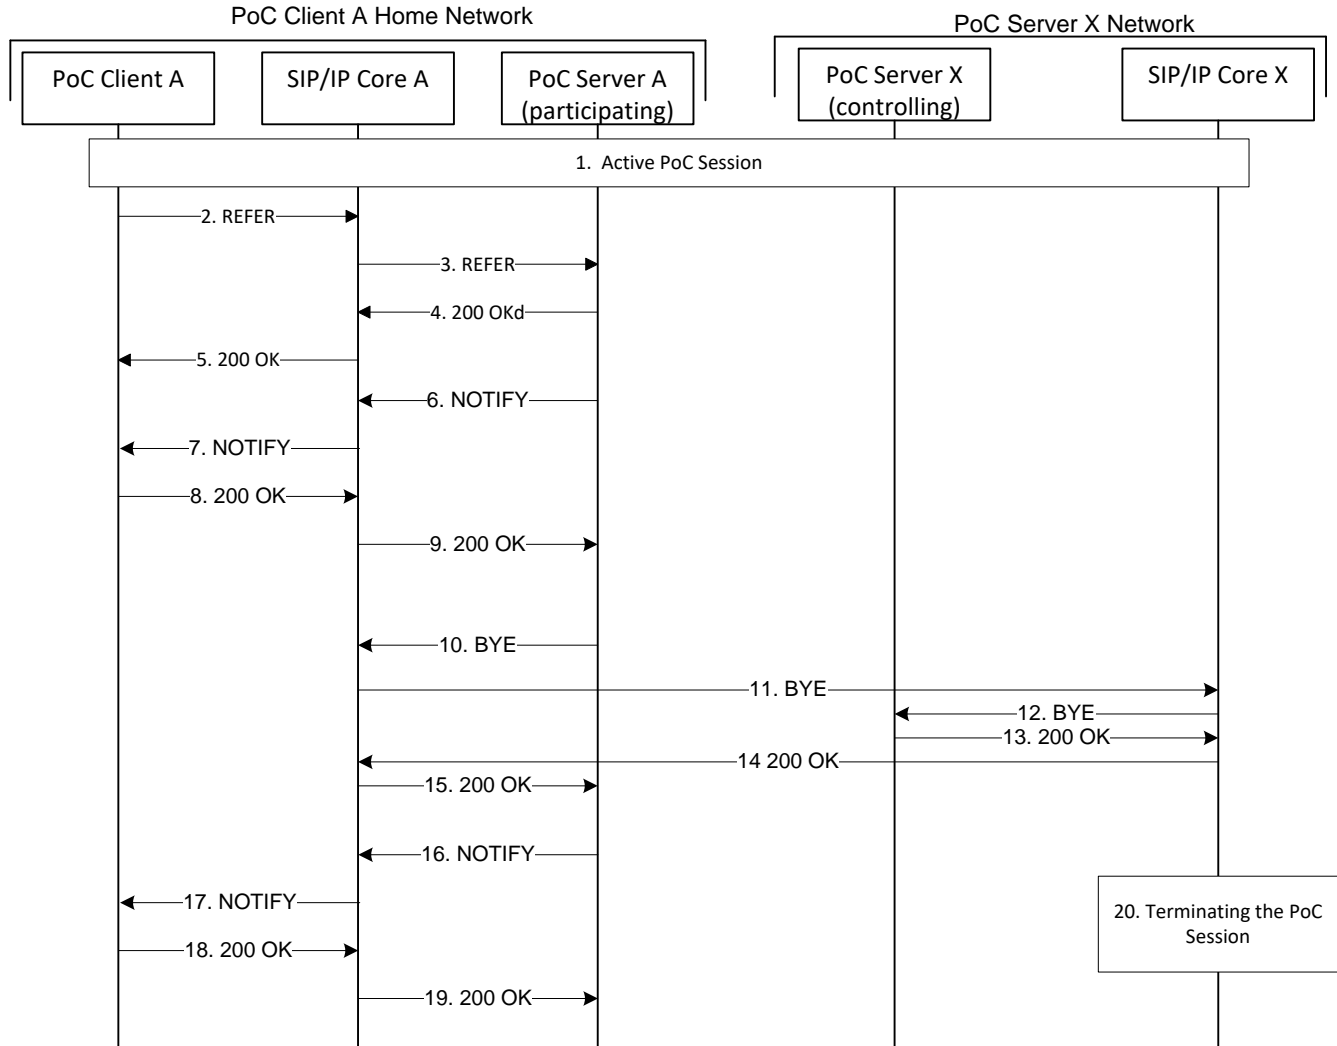 PoC Client A Home Network
PoC Server X Network
PoC Client A
SIP/IP Core A
PoC Server A
(participating)
PoC Server X
(controlling)
SIP/IP Core X
1. Active PoC Session
2. REFER
3. REFER
4. 200 OKd
5. 200 OK
6. NOTIFY
7. NOTIFY
8. 200 OK
9. 200 OK
10. BYE
11. BYE
12. BYE
13. 200 OK
14 200 OK
15. 200 OK
16. NOTIFY
17. NOTIFY
18. 200 OK
19. 200 OK
20. Terminating the PoC
Session